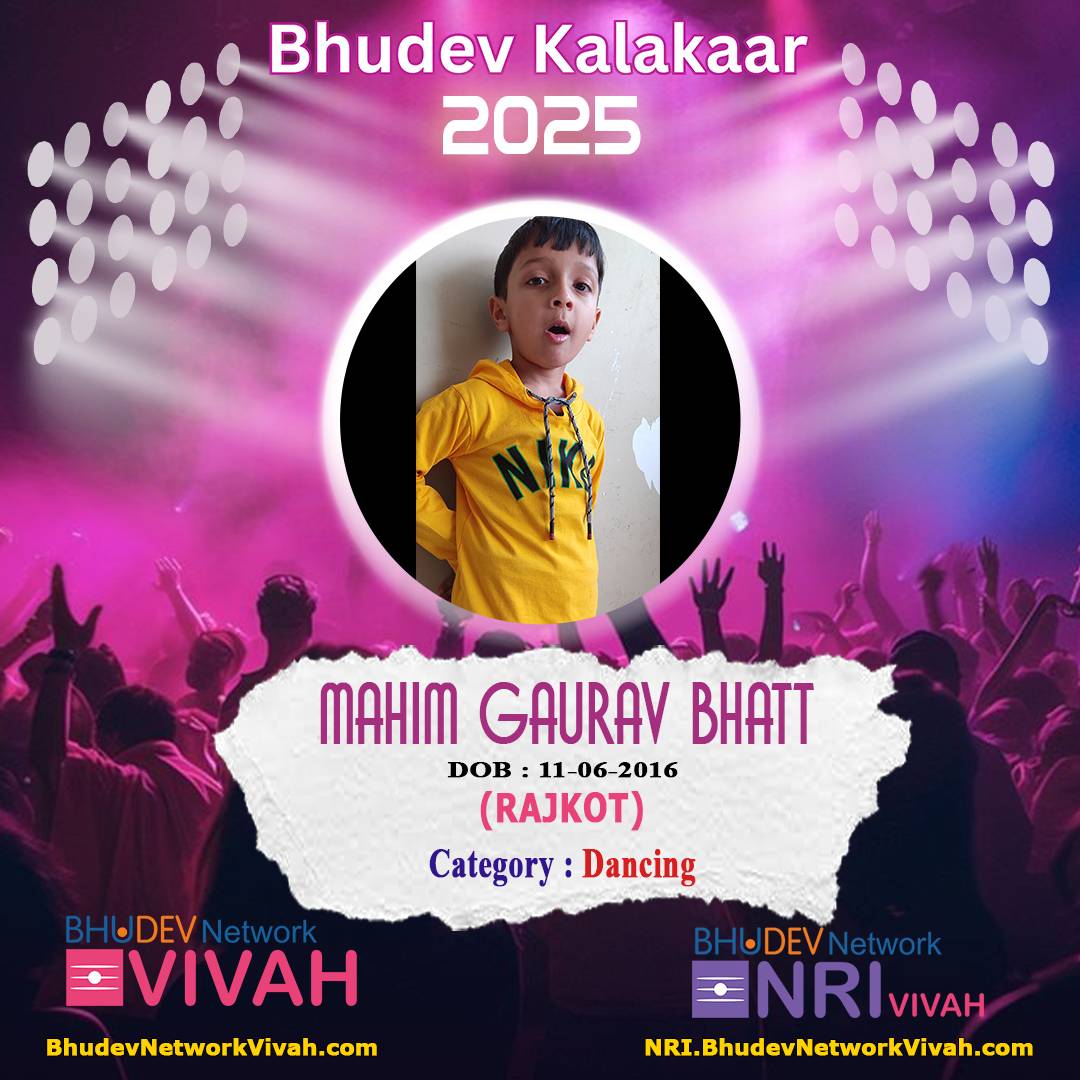 Bhudev Kalakaar
2025
NIK
MAHIM GAURAV BHATT
DOB : 11-06-2016
(RAJKOT)
Category : Dancing
BHUDEV Network
VIVAH
BhudevNetworkVivah.com
BHUDEV Network
NRI VIVAH
NRI.BhudevNetworkVivah.com